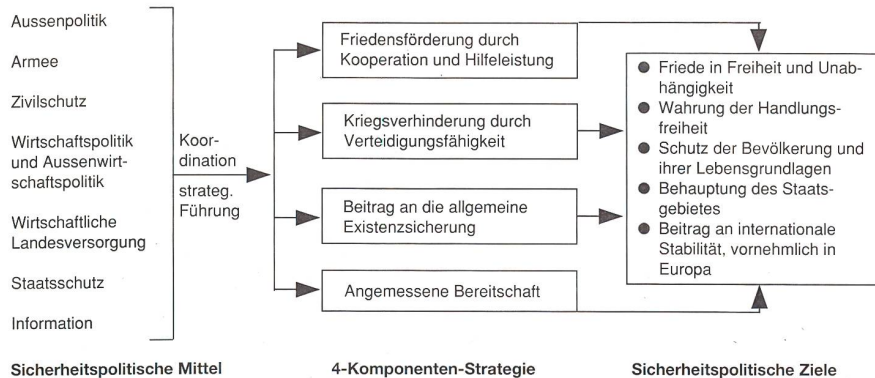 Aussenpolitik
Armee
Zivilschutz
Wirtschaftspolitik
und Aussenwirt-
schaftspolitik
Wirtschaftliche
Landesversorgung
Staatsschutz
Information
Sicherheitspolitische Mittel
Koor-
dination
strateg.
Führung
Friedensförderung durch
Kooperation und Hilfeleistung
Kriegsverhinderung durch
Verteidigungsfähigkeit
Beitrag an die allgemeine
Existenzsicherung
Angemessene Bereitschaft
4-Komponenten-Strategie
● Friede in Freiheit und Unab-
hängigkeit
● Wahrung der Handlungs-
freiheit
● Schutz der Bevölkerung und
ihrer Lebensgrundlagen
● Behauptung des Staats-
gebietes
● Beitrag an internationale
Stabilität, vornehmlich in
Europa
Sicherheitspolitische Ziele